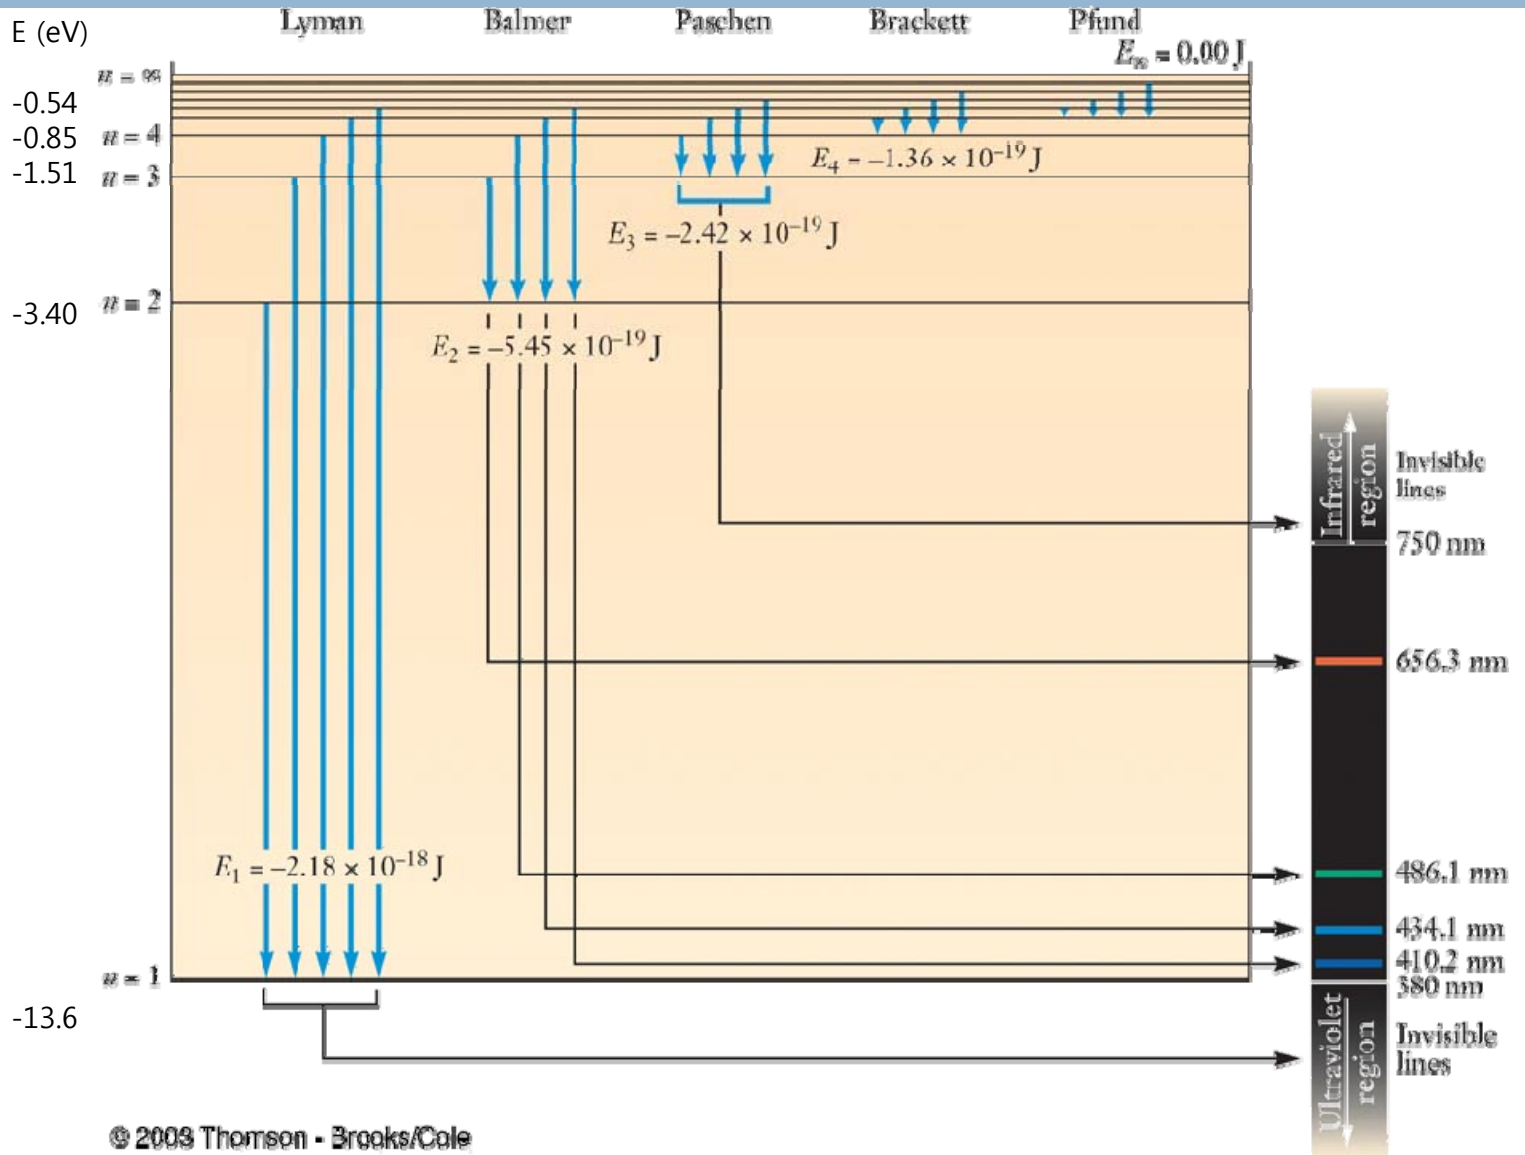 Lyman Balmer Paschen Brackett Pfund
E (eV)
E∞ = 0.00 J
n = ∞
-0.54
-0.85 n = 4
E₄ = –1.36 × 10⁻¹⁹ J
-1.51 n = 3
E₃ = –2.42 × 10⁻¹⁹ J
-3.40 n = 2
E₂ = –5.45 × 10⁻¹⁹ J
Infrared
region
Invisible
lines
750 nm
656.3 nm
E₁ = –2.18 × 10⁻¹⁸ J
486.1 nm
434.1 nm
410.2 nm
n = 1
380 nm
-13.6
Ultraviolet
region
Invisible
lines
© 2003 Thomson - Brooks/Cole